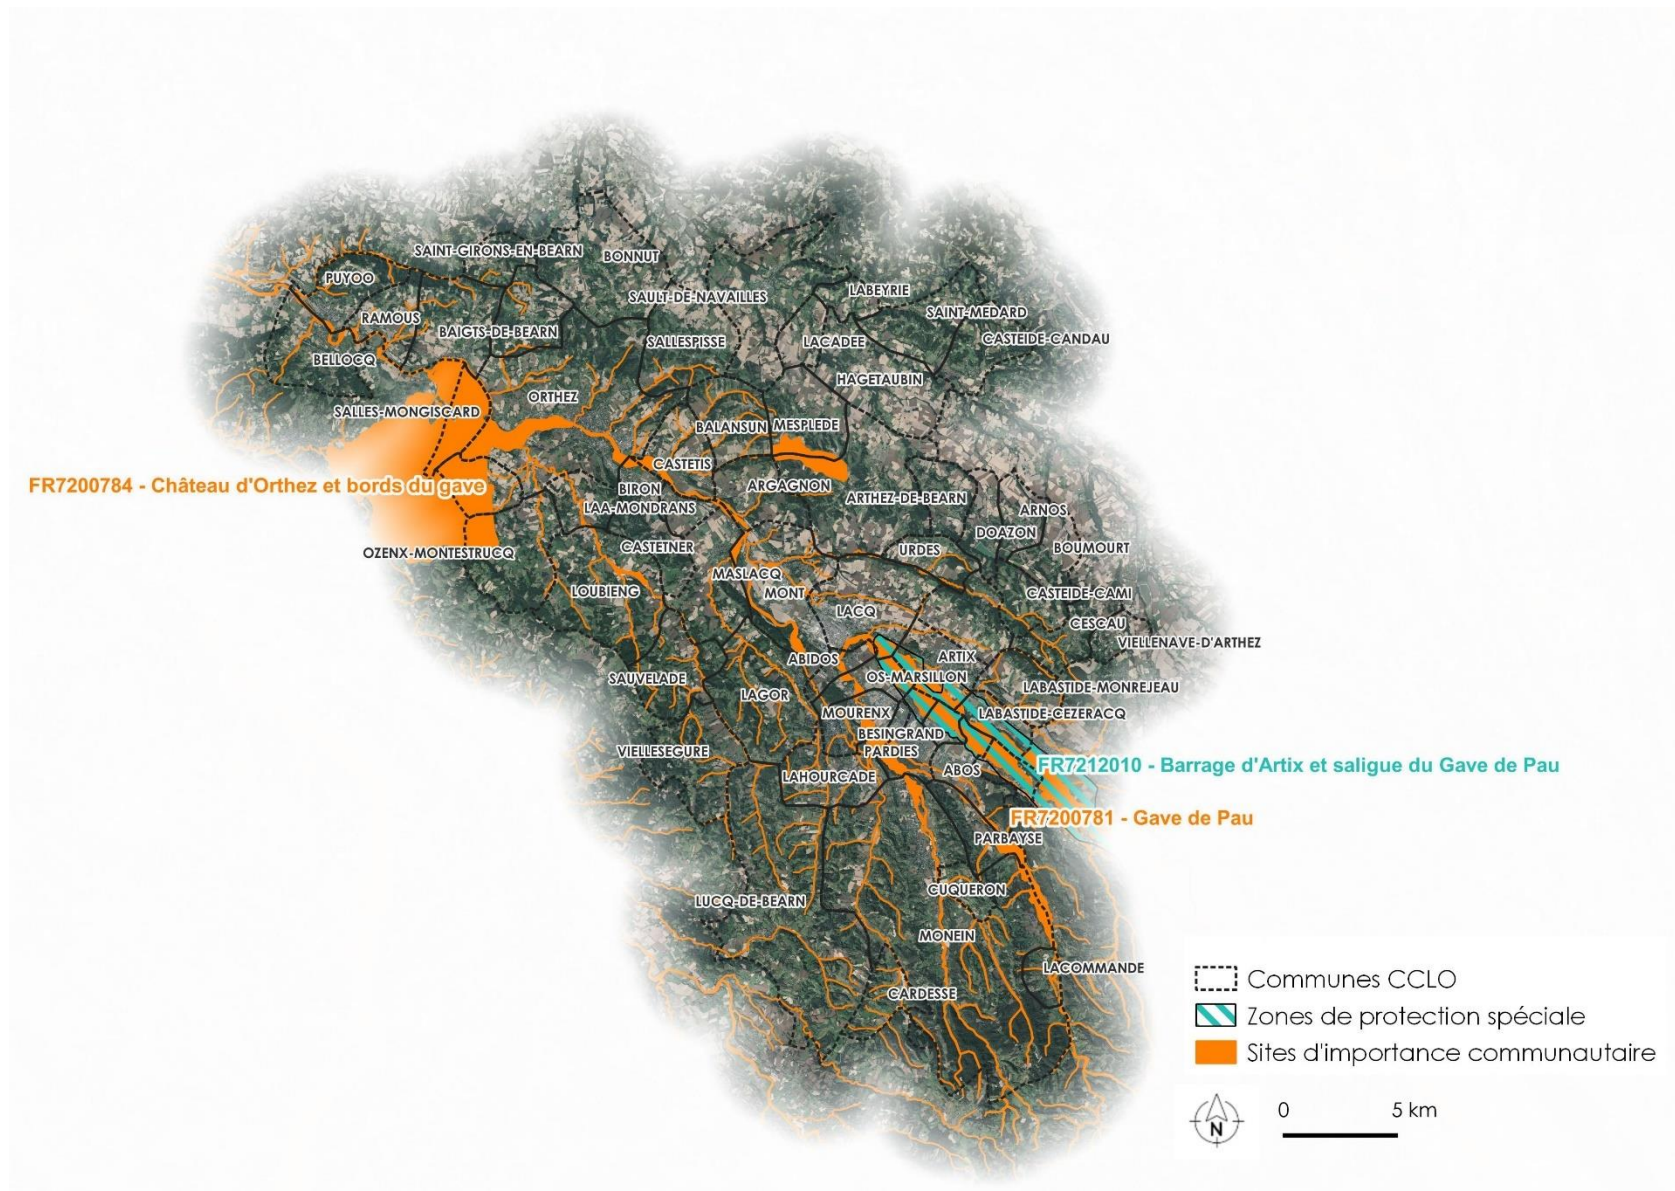 SAINT-GIRONS-EN-BEARN
BONNUT
PUYOO
SAULT-DE-NAVAILLES
LABEYRIE
RAMOUS
SAINT-MEDARD
BAIGTS-DE-BEARN
SALLESPISSE
LACADEE
CASTEIDE-CANDAU
BELLOCQ
HAGETAUBIN
ORTHEZ
SALLES-MONGISCARD
BALANSUN
MESPLEDE
CASTETIS
FR7200784 - Château d'Orthez et bords du gave
BIRON
ARGAGNON
ARTHEZ-DE-BEARN
LAA-MONDRANS
ARNOS
DOAZON
OZENX-MONTESTRUCQ
CASTETNER
URDES
BOUMOURT
MASLACQ
LOUBIENG
MONT
CASTEIDE-CAMI
LACQ
CESCAU
VIELLENAVE-D'ARTHEZ
ABIDOS
ARTIX
OS-MARSILLON
SAUVELADE
LAGOR
LABASTIDE-MONREJEAU
MOURENX
LABASTIDE-CEZERACQ
BESINGRAND
VIELLESEGURE
PARDIES
FR7212010 - Barrage d'Artix et saligue du Gave de Pau
LAHOURCADE
ABOS
FR7200781 - Gave de Pau
PARBAYSE
CUQUERON
LUCQ-DE-BEARN
MONEIN
LACOMMANDE
CARDESSE
Communes CCLO
Zones de protection spéciale
Sites d'importance communautaire
N
0 5 km